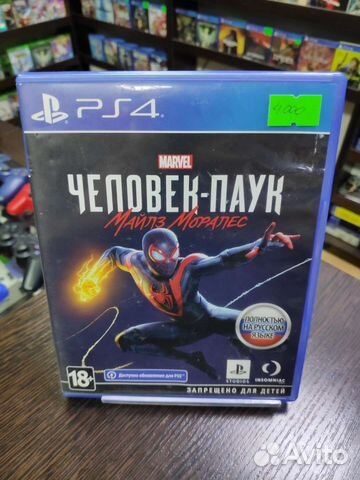 PS4
4000
MARVEL
ЧЕЛОВЕК-ПАУК
МАЙЛЗ МОРАЛЕС
ПОЛНОСТЬЮ
НА РУССКОМ
ЯЗЫКЕ
18+
Доступно обновление для PS5
STUDIOS
INSOMNIAC
ЗАПРЕЩЕНО ДЛЯ ДЕТЕЙ
Avito